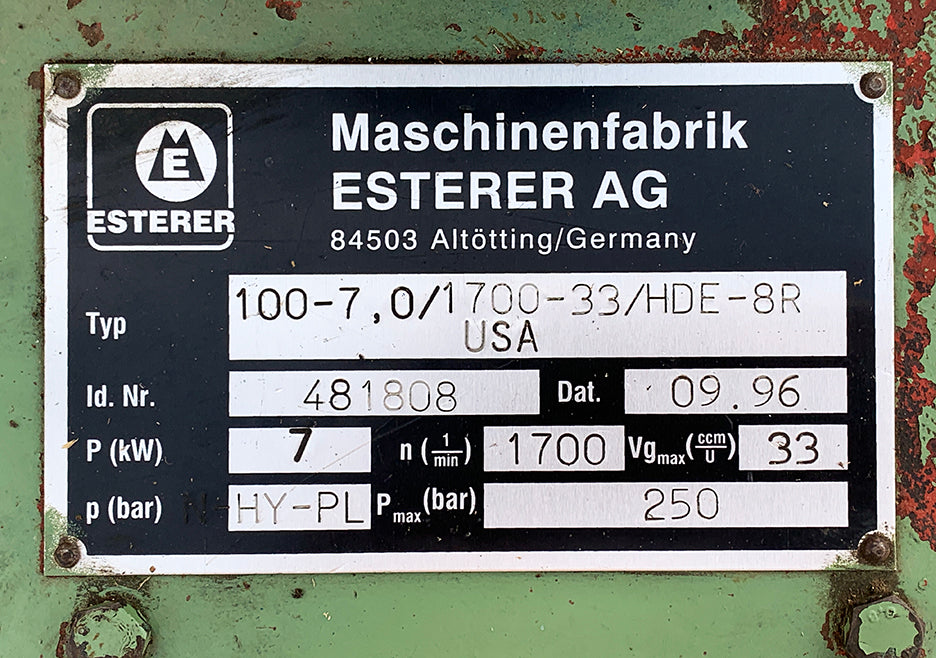 E
ESTERER
Maschinenfabrik
ESTERER AG
84503 Altötting/Germany
Typ 100-7,0/1700-33/HDE-8R
USA
Id. Nr. 481808 Dat. 09.96
P (kW) 7 n (1/min) 1700 Vgmax (ccm/U) 33
p (bar) N-HY-PL Pmax (bar) 250